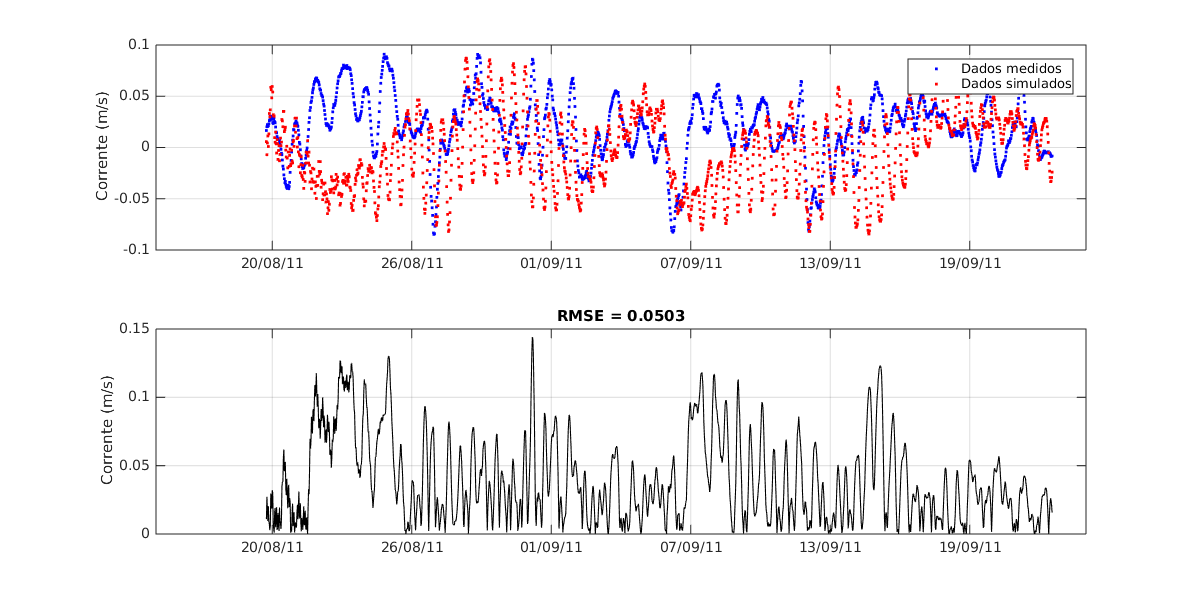 0.1
0.05
0
-0.05
-0.1
Corrente (m/s)
Dados medidos
Dados simulados
20/08/11 26/08/11 01/09/11 07/09/11 13/09/11 19/09/11
RMSE = 0.0503
0.15
0.1
0.05
0
Corrente (m/s)
20/08/11 26/08/11 01/09/11 07/09/11 13/09/11 19/09/11